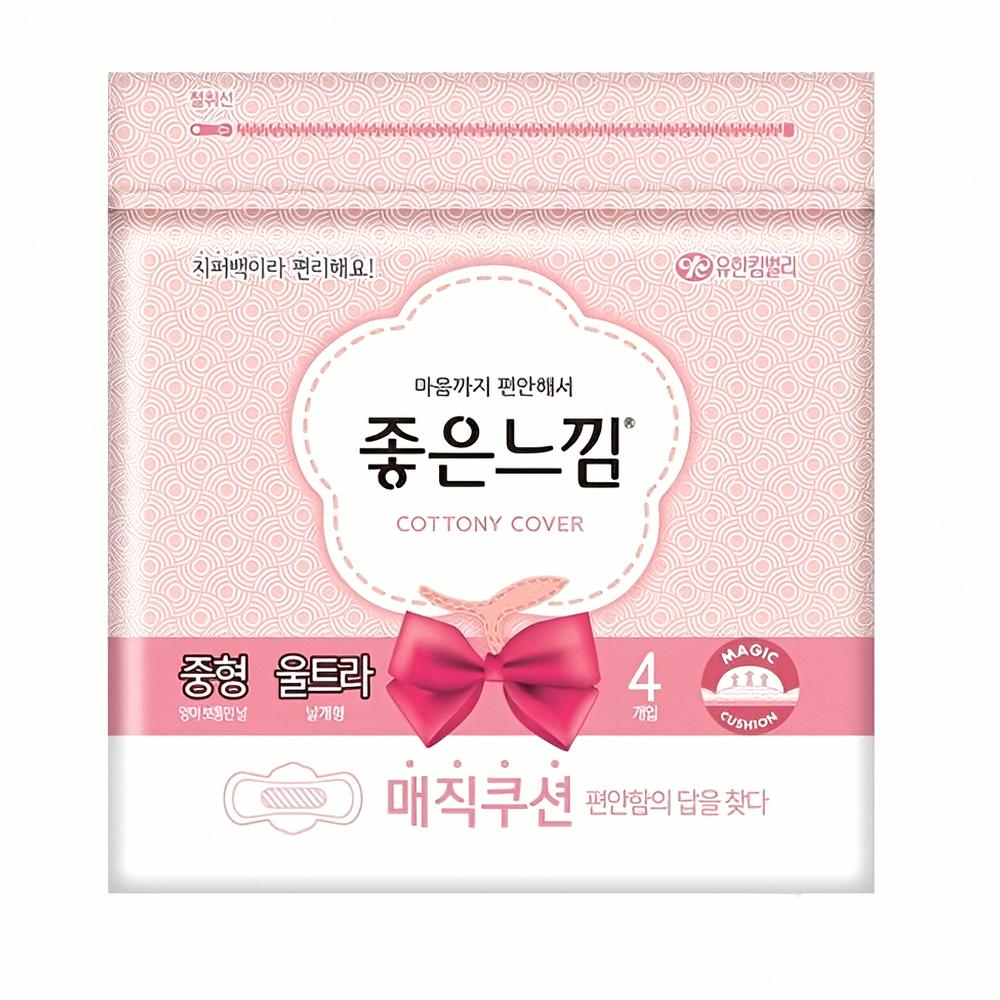 절취선
지퍼백이라 편리해요!
유한킴벌리
마음까지 편안해서
좋은느낌®
COTTONY COVER
중형 울트라 4
날개형 개입
MAGIC
CUSHION
매직쿠션 편안함의 답을 찾다